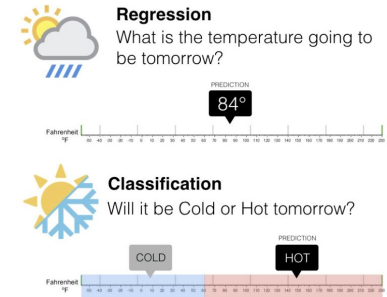 Regression
What is the temperature going to
be tomorrow?
PREDICTION
84°
Fahrenheit
°F
Classification
Will it be Cold or Hot tomorrow?
PREDICTION
COLD
HOT
Fahrenheit
°F